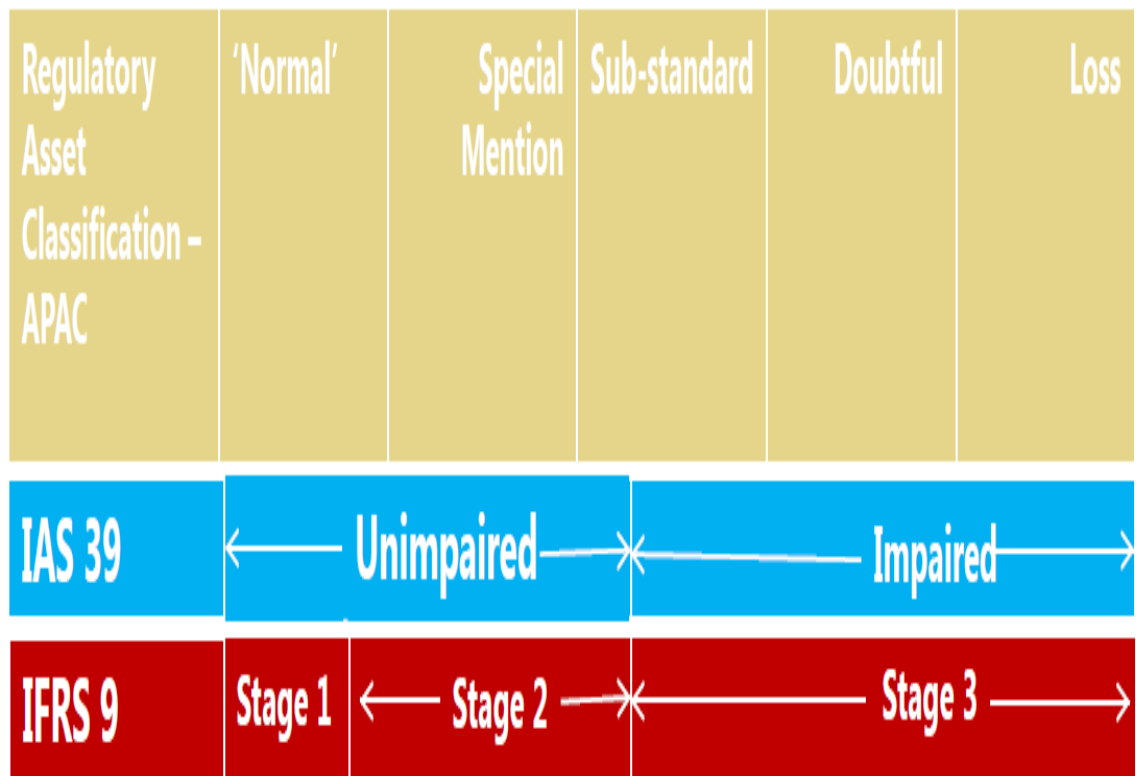 Regulatory
Asset
Classification –
APAC
‘Normal’
Special
Mention
Sub-standard
Doubtful
Loss
IAS 39
Unimpaired
Impaired
IFRS 9
Stage 1
Stage 2
Stage 3